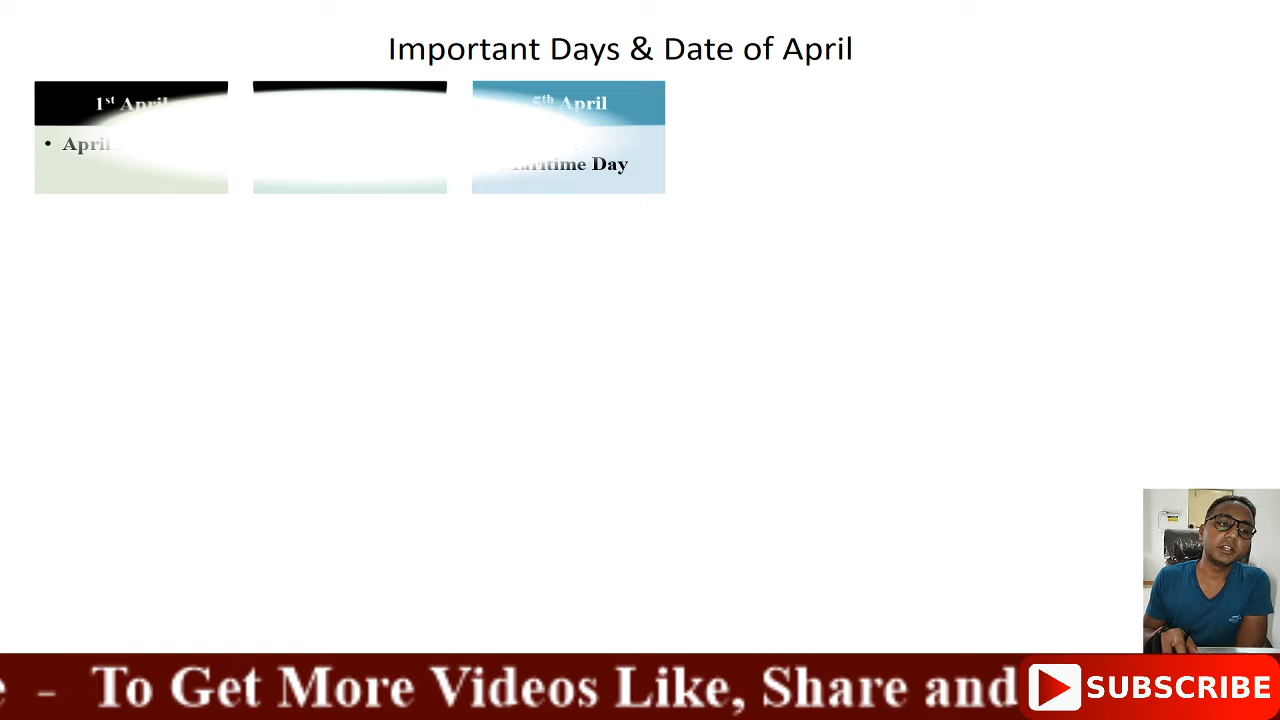 Important Days & Date of April
1st April
5th April
April
Maritime Day
- To Get More Videos Like, Share and
SUBSCRIBE